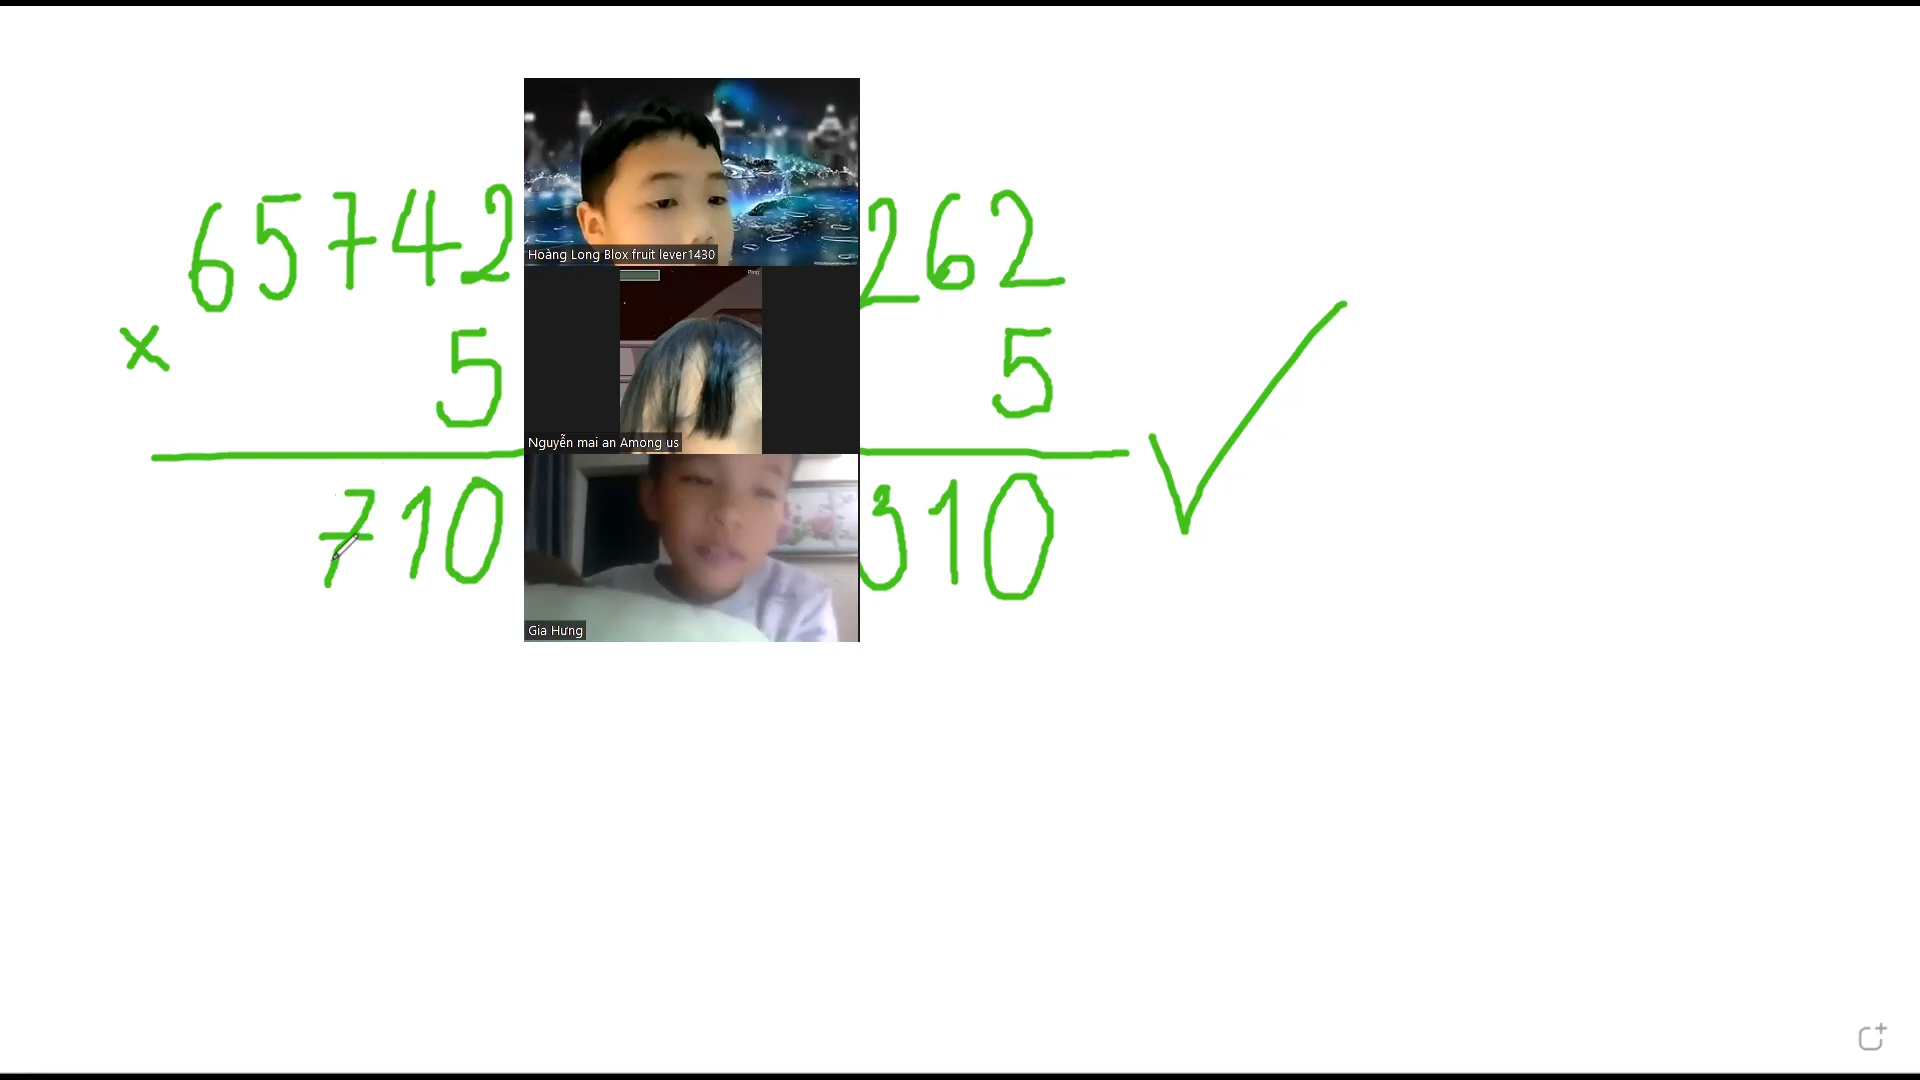 65742 262
x 5 5
710 310
Hoàng Long Blox fruit lever1430
Nguyễn mai an Among us
Gia Hưng